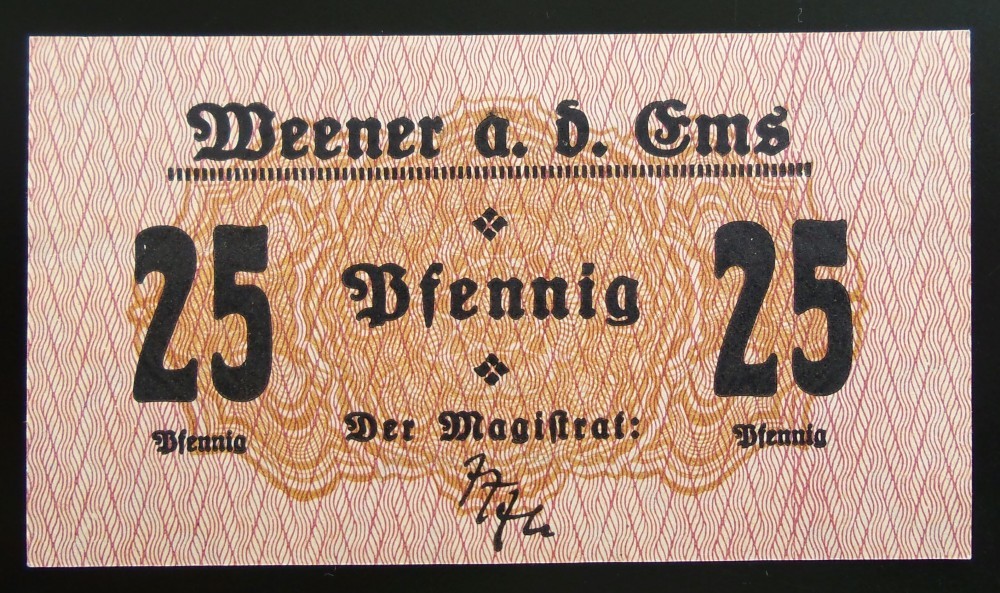 Weener a. d. Ems
25 Pfennig 25
Pfennig Der Magiſtrat: Pfennig